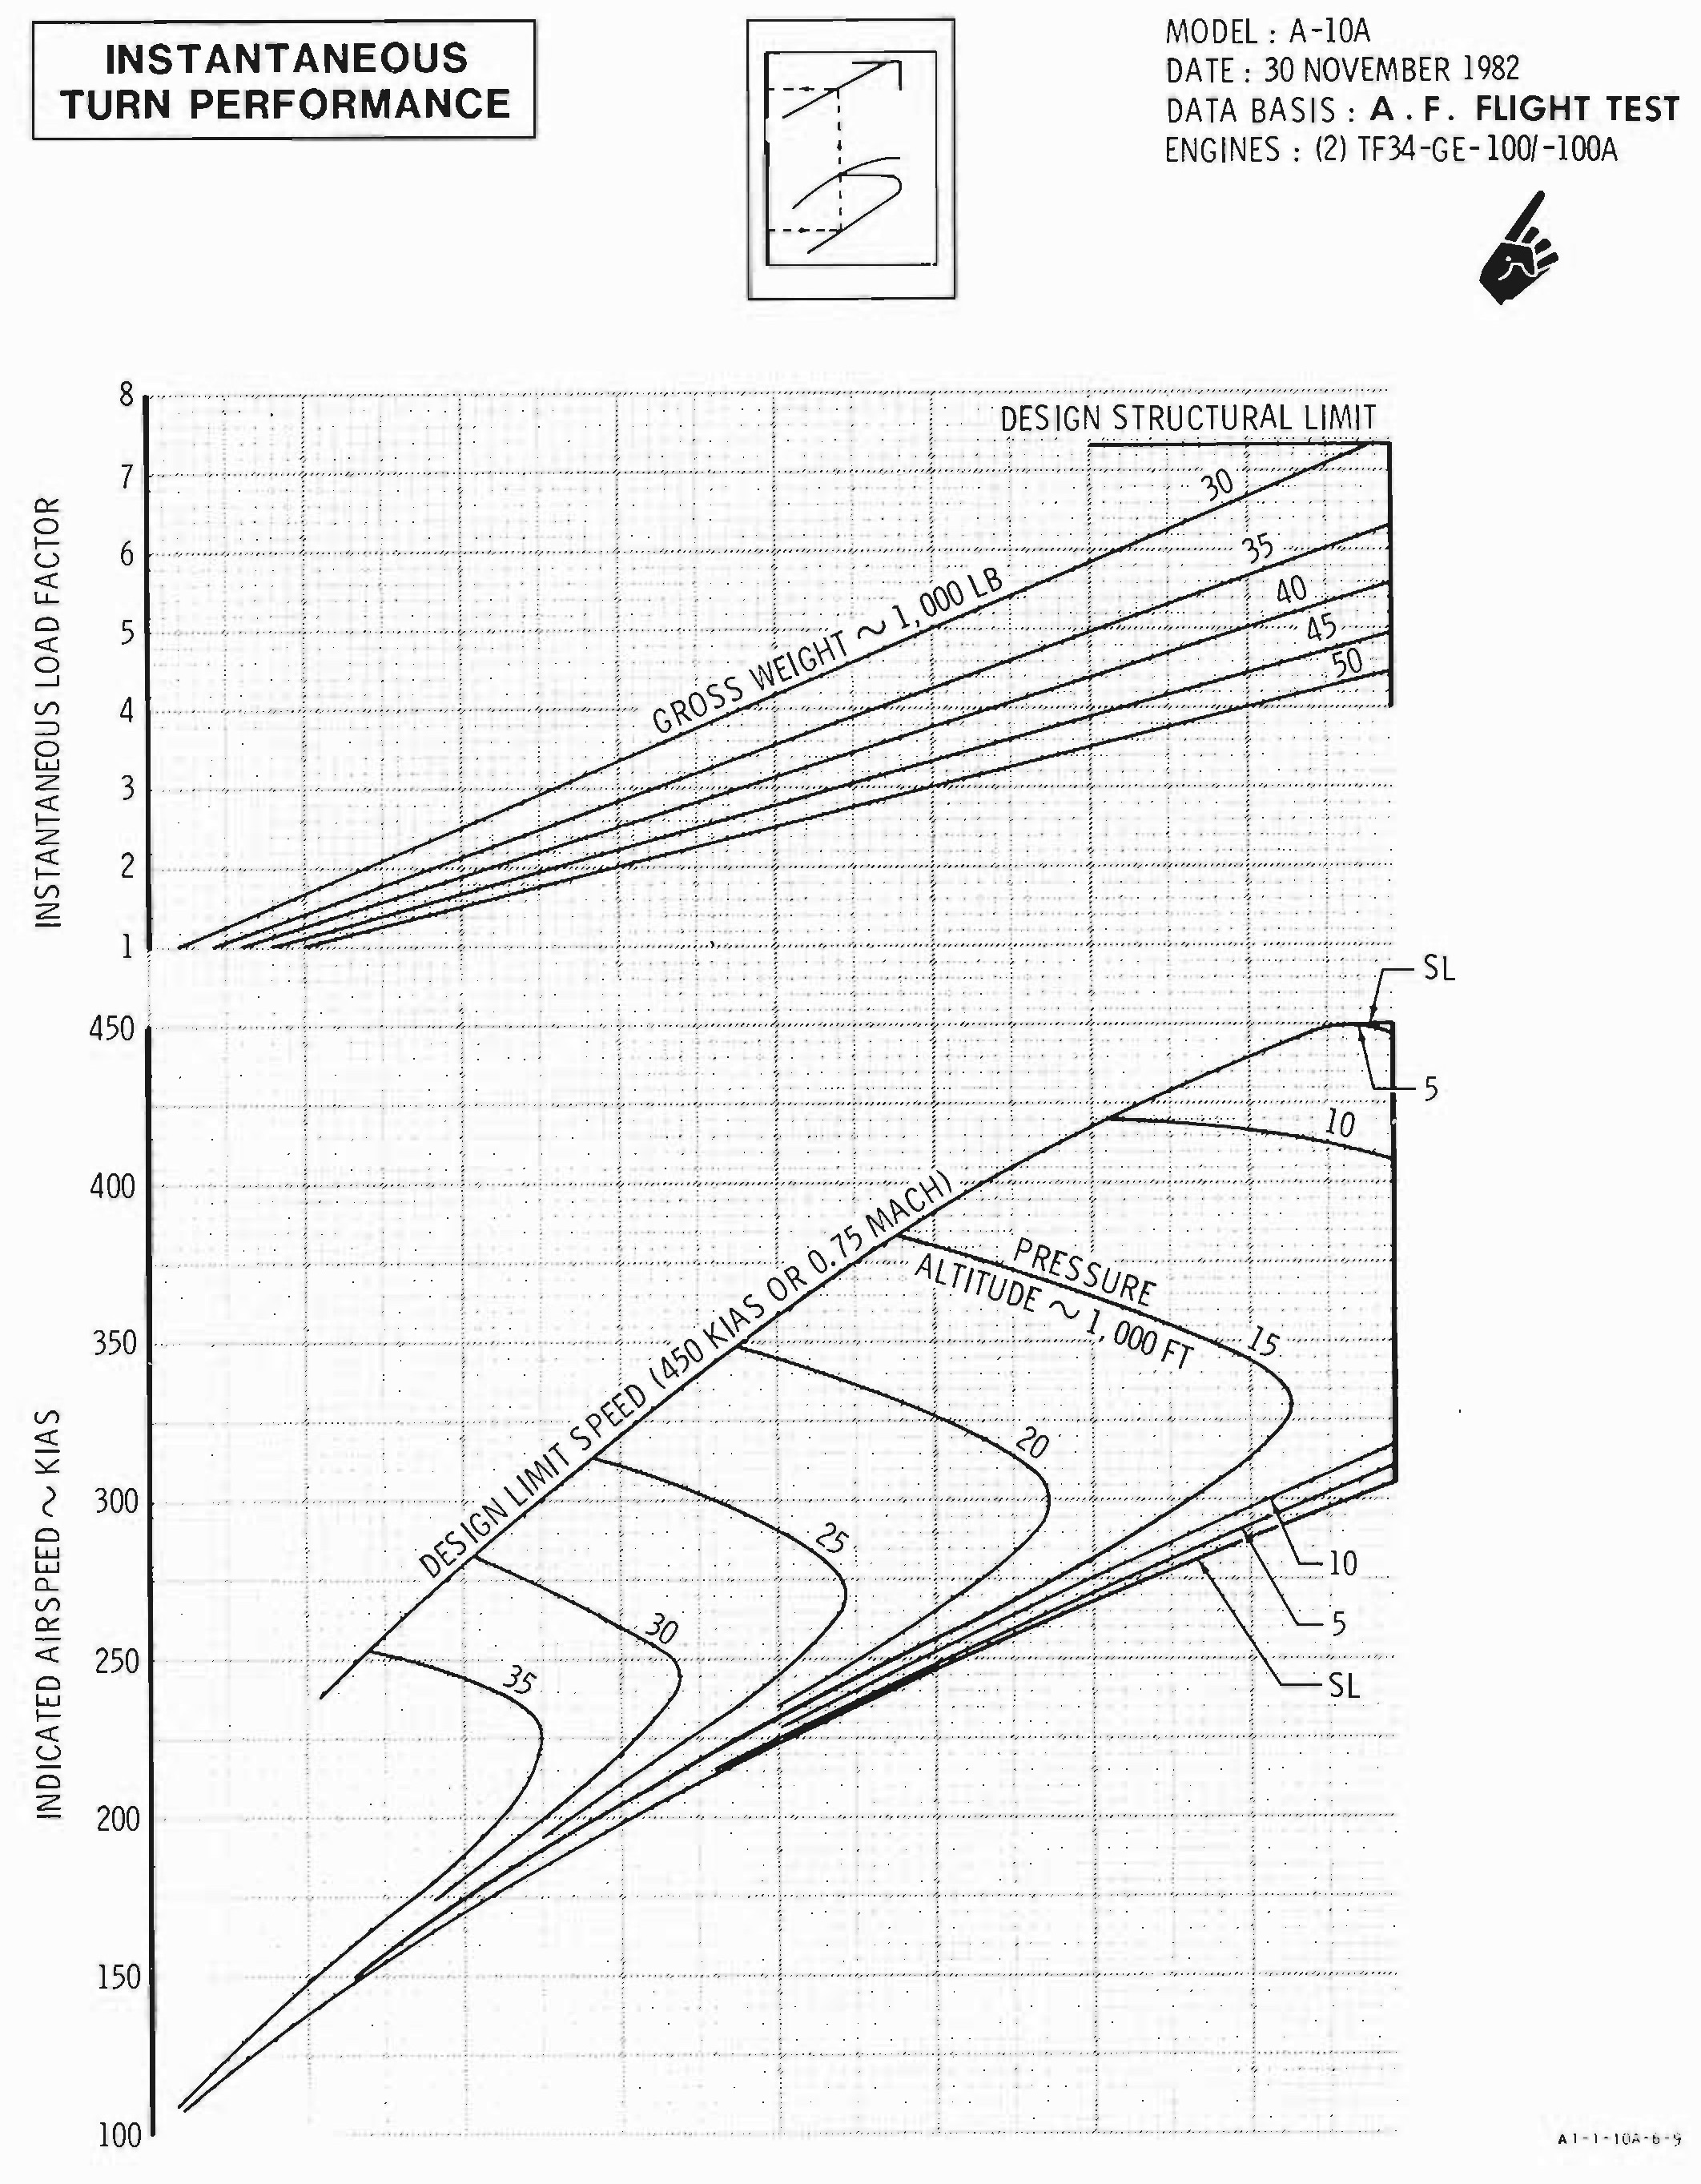 INSTANTANEOUS
TURN PERFORMANCE
MODEL : A-10A
DATE : 30 NOVEMBER 1982
DATA BASIS : A . F. FLIGHT TEST
ENGINES : (2) TF34-GE-100/-100A
INSTANTANEOUS LOAD FACTOR
8
7
6
5
4
3
2
1
DESIGN STRUCTURAL LIMIT
GROSS WEIGHT ~ 1,000 LB
30
35
40
45
50
INDICATED AIRSPEED ~ KIAS
450
400
350
300
250
200
150
100
SL
5
10
DESIGN LIMIT SPEED (450 KIAS OR 0.75 MACH)
PRESSURE
ALTITUDE ~ 1,000 FT
15
20
25
30
35
10
5
SL
A1-1-10A-6-9